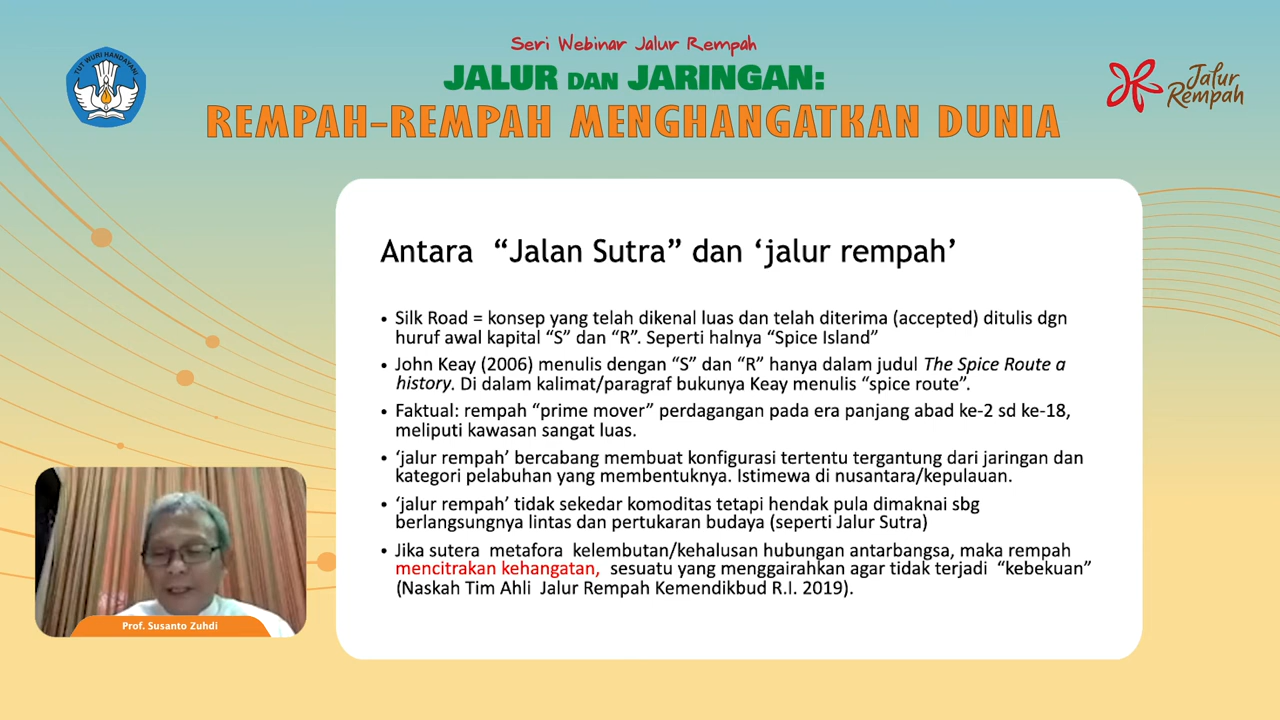 Seri Webinar Jalur Rempah
JALUR DAN JARINGAN:
REMPAH-REMPAH MENGHANGATKAN DUNIA
TUT WURI HANDAYANI
Jalur
Rempah
Antara “Jalan Sutra” dan ‘jalur rempah’
• Silk Road = konsep yang telah dikenal luas dan telah diterima (accepted) ditulis dgn
huruf awal kapital “S” dan “R”. Seperti halnya “Spice Island”
• John Keay (2006) menulis dengan “S” dan “R” hanya dalam judul The Spice Route a
history. Di dalam kalimat/paragraf bukunya Keay menulis “spice route”.
• Faktual: rempah “prime mover” perdagangan pada era panjang abad ke-2 sd ke-18,
meliputi kawasan sangat luas.
• ‘jalur rempah’ bercabang membuat konfigurasi tertentu tergantung dari jaringan dan
kategori pelabuhan yang membentuknya. Istimewa di nusantara/kepulauan.
• ‘jalur rempah’ tidak sekedar komoditas tetapi hendak pula dimaknai sbg
berlangsungnya lintas dan pertukaran budaya (seperti Jalur Sutra)
• Jika sutera metafora kelembutan/kehalusan hubungan antarbangsa, maka rempah
mencitrakan kehangatan, sesuatu yang menggairahkan agar tidak terjadi “kebekuan”
(Naskah Tim Ahli Jalur Rempah Kemendikbud R.I. 2019).
Prof. Susanto Zuhdi